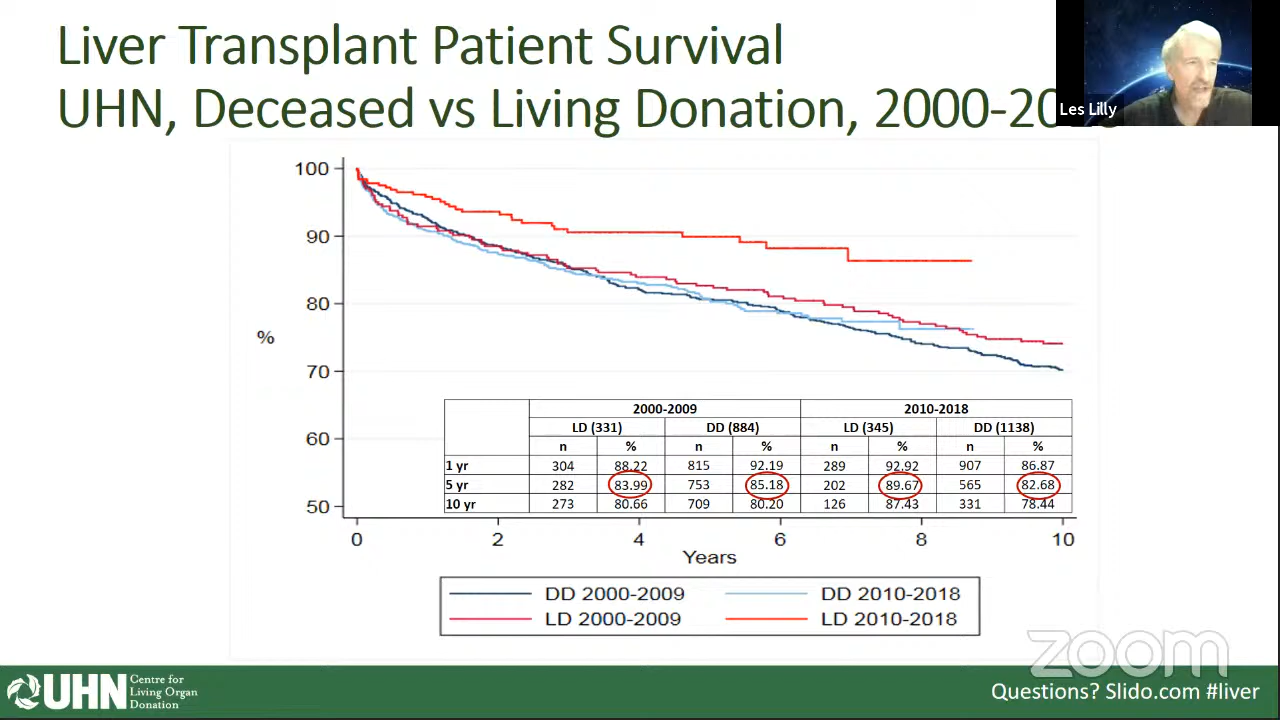 Liver Transplant Patient Survival
UHN, Deceased vs Living Donation, 2000-20
Les Lilly
100
90
80
%
70
60
50
2000-2009 2010-2018
LD (331) DD (884) LD (345) DD (1138)
n % n % n % n %
1 yr 304 88.22 815 92.19 289 92.92 907 86.87
5 yr 282 83.99 753 85.18 202 89.67 565 82.68
10 yr 273 80.66 709 80.20 126 87.43 331 78.44
0 2 4 6 8 10
Years
DD 2000-2009 DD 2010-2018
LD 2000-2009 LD 2010-2018
zoom
UHN
Centre for
Living Organ
Donation
Questions? Slido.com #liver